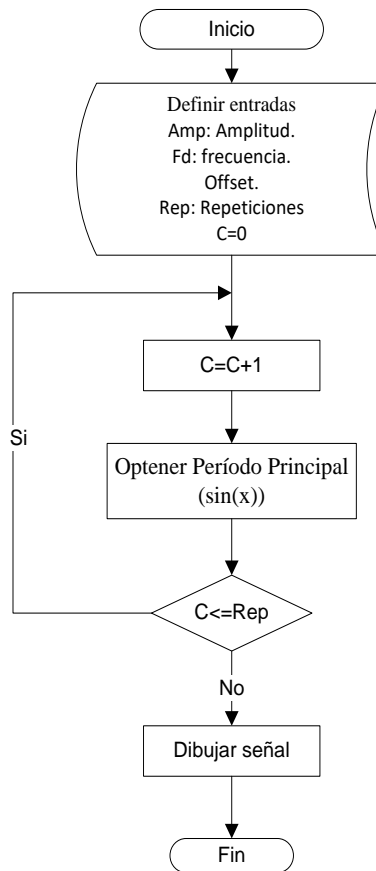 Inicio
Definir entradas
Amp: Amplitud.
Fd: frecuencia.
Offset.
Rep: Repeticiones
C=0
C=C+1
Si
Optener Período Principal
(sin(x))
C<=Rep
No
Dibujar señal
Fin